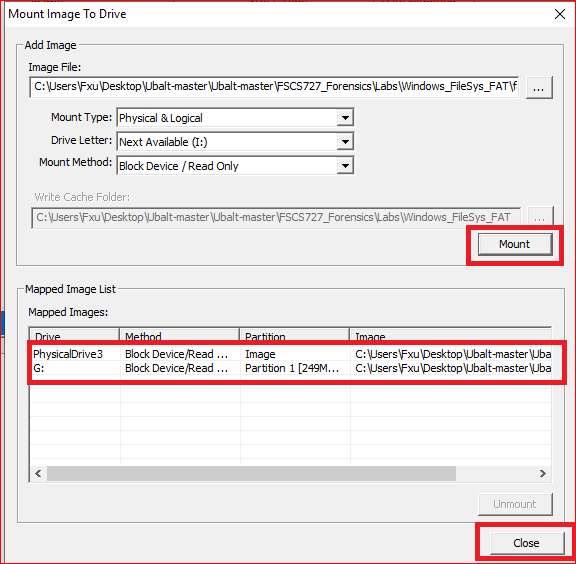 Mount Image To Drive
Add Image
Image File:
C:\Users\Fxu\Desktop\Ubalt-master\Ubalt-master\FSCS727_Forensics\Labs\Windows_FileSys_FAT\f
...
Mount Type: Physical & Logical
Drive Letter: Next Available (I:)
Mount Method: Block Device / Read Only
Write Cache Folder:
C:\Users\Fxu\Desktop\Ubalt-master\Ubalt-master\FSCS727_Forensics\Labs\Windows_FileSys_FAT ...
Mount
Mapped Image List
Mapped Images:
Drive Method Partition Image
PhysicalDrive3 Block Device/Read ... Image C:\Users\Fxu\Desktop\Ubalt-master\Uba
G: Block Device/Read ... Partition 1 [249M... C:\Users\Fxu\Desktop\Ubalt-master\Uba
Unmount
Close